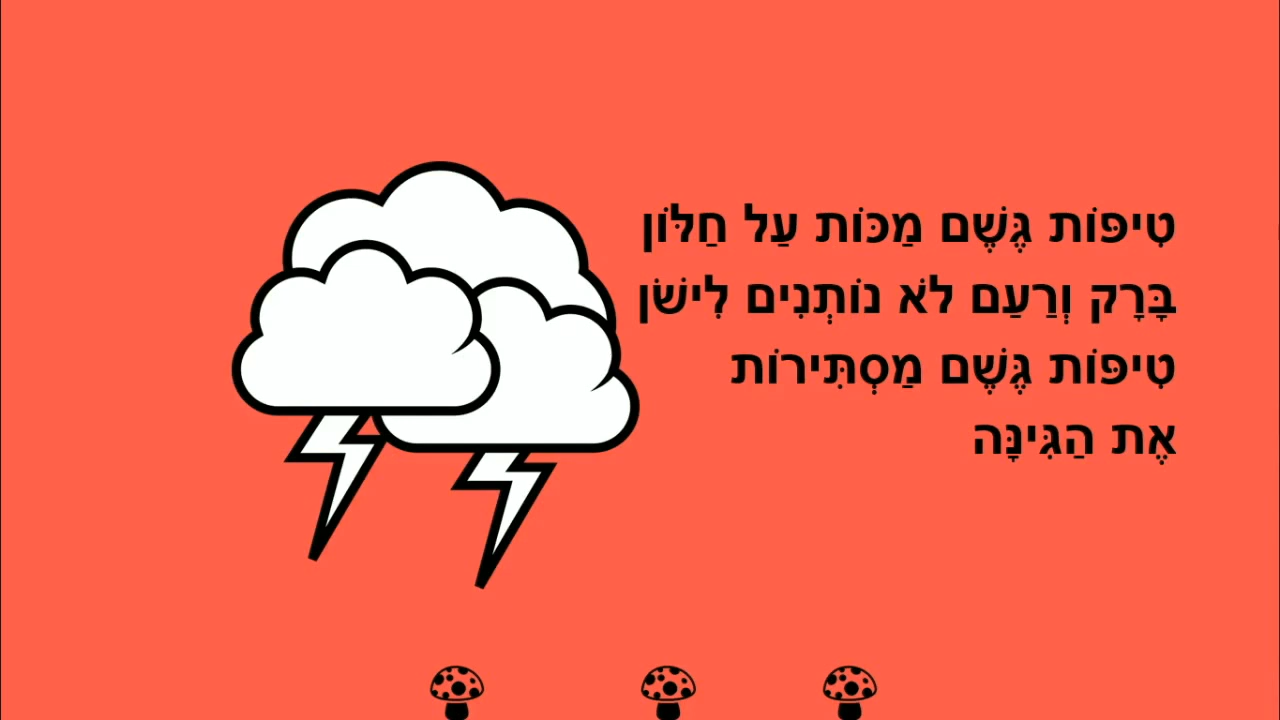 טִיפּוֹת גֶּשֶׁם מַכּוֹת עַל חַלּוֹן
בָּרָק וְרַעַם לֹא נוֹתְנִים לִישֹׁן
טִיפּוֹת גֶּשֶׁם מַסְתִּירוֹת
אֶת הַגִּינָּה